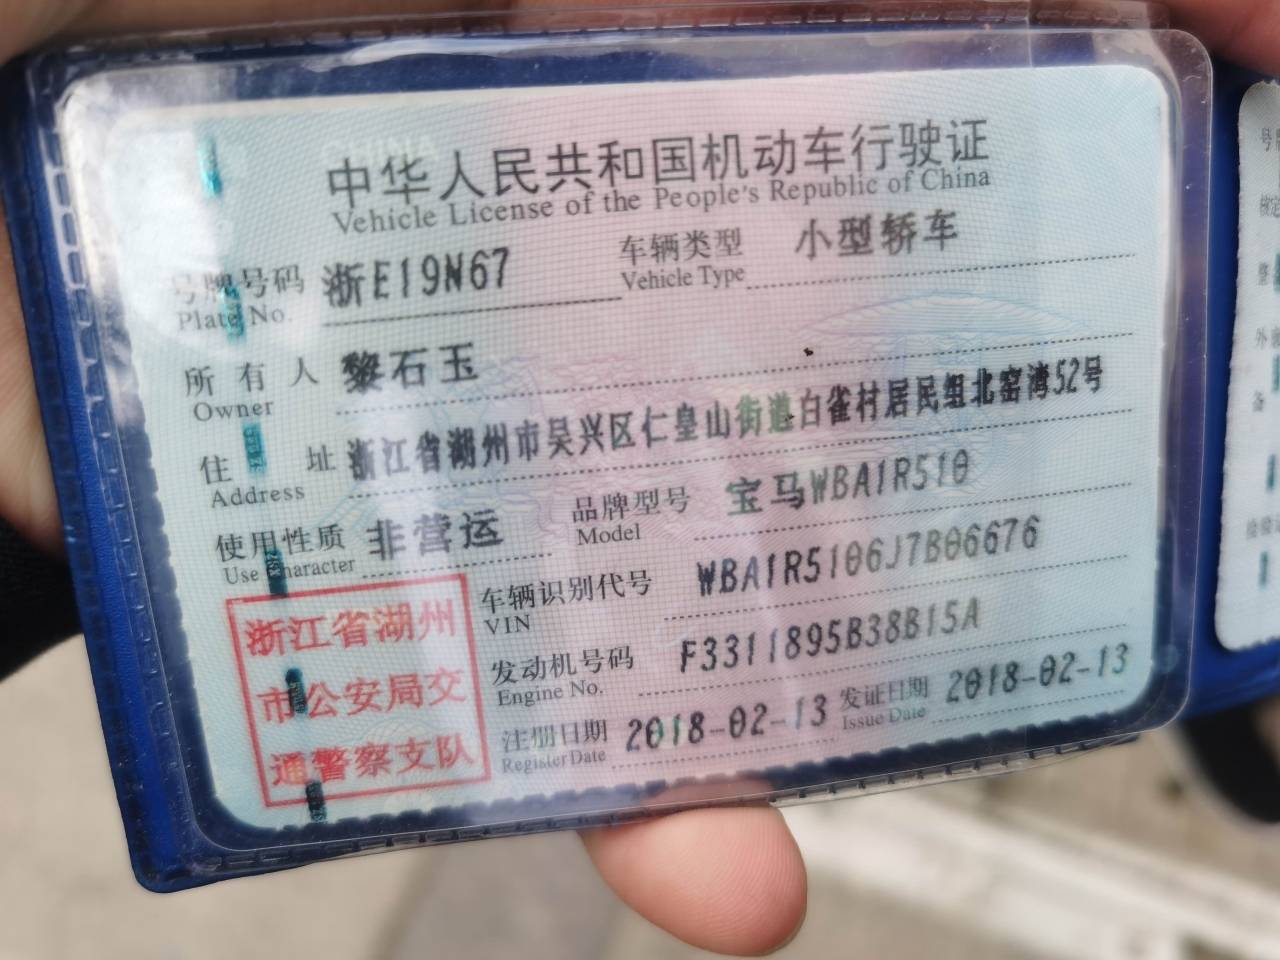 中华人民共和国机动车行驶证
Vehicle License of the People's Republic of China
号牌号码 浙E19N67 车辆类型 小型轿车
Plate No. Vehicle Type
所有人 黎石玉
Owner
住址 浙江省湖州市吴兴区仁皇山街道白雀村居民组北窑湾52号
Address
使用性质 非营运 品牌型号 宝马WBA1R510
Use Character Model
车辆识别代号 WBA1R5106J7B06676
VIN
发动机号码 F3311895B38B15A
Engine No.
注册日期 2018-02-13 发证日期 2018-02-13
Register Date Issue Date
浙江省湖州
市公安局交
通警察支队